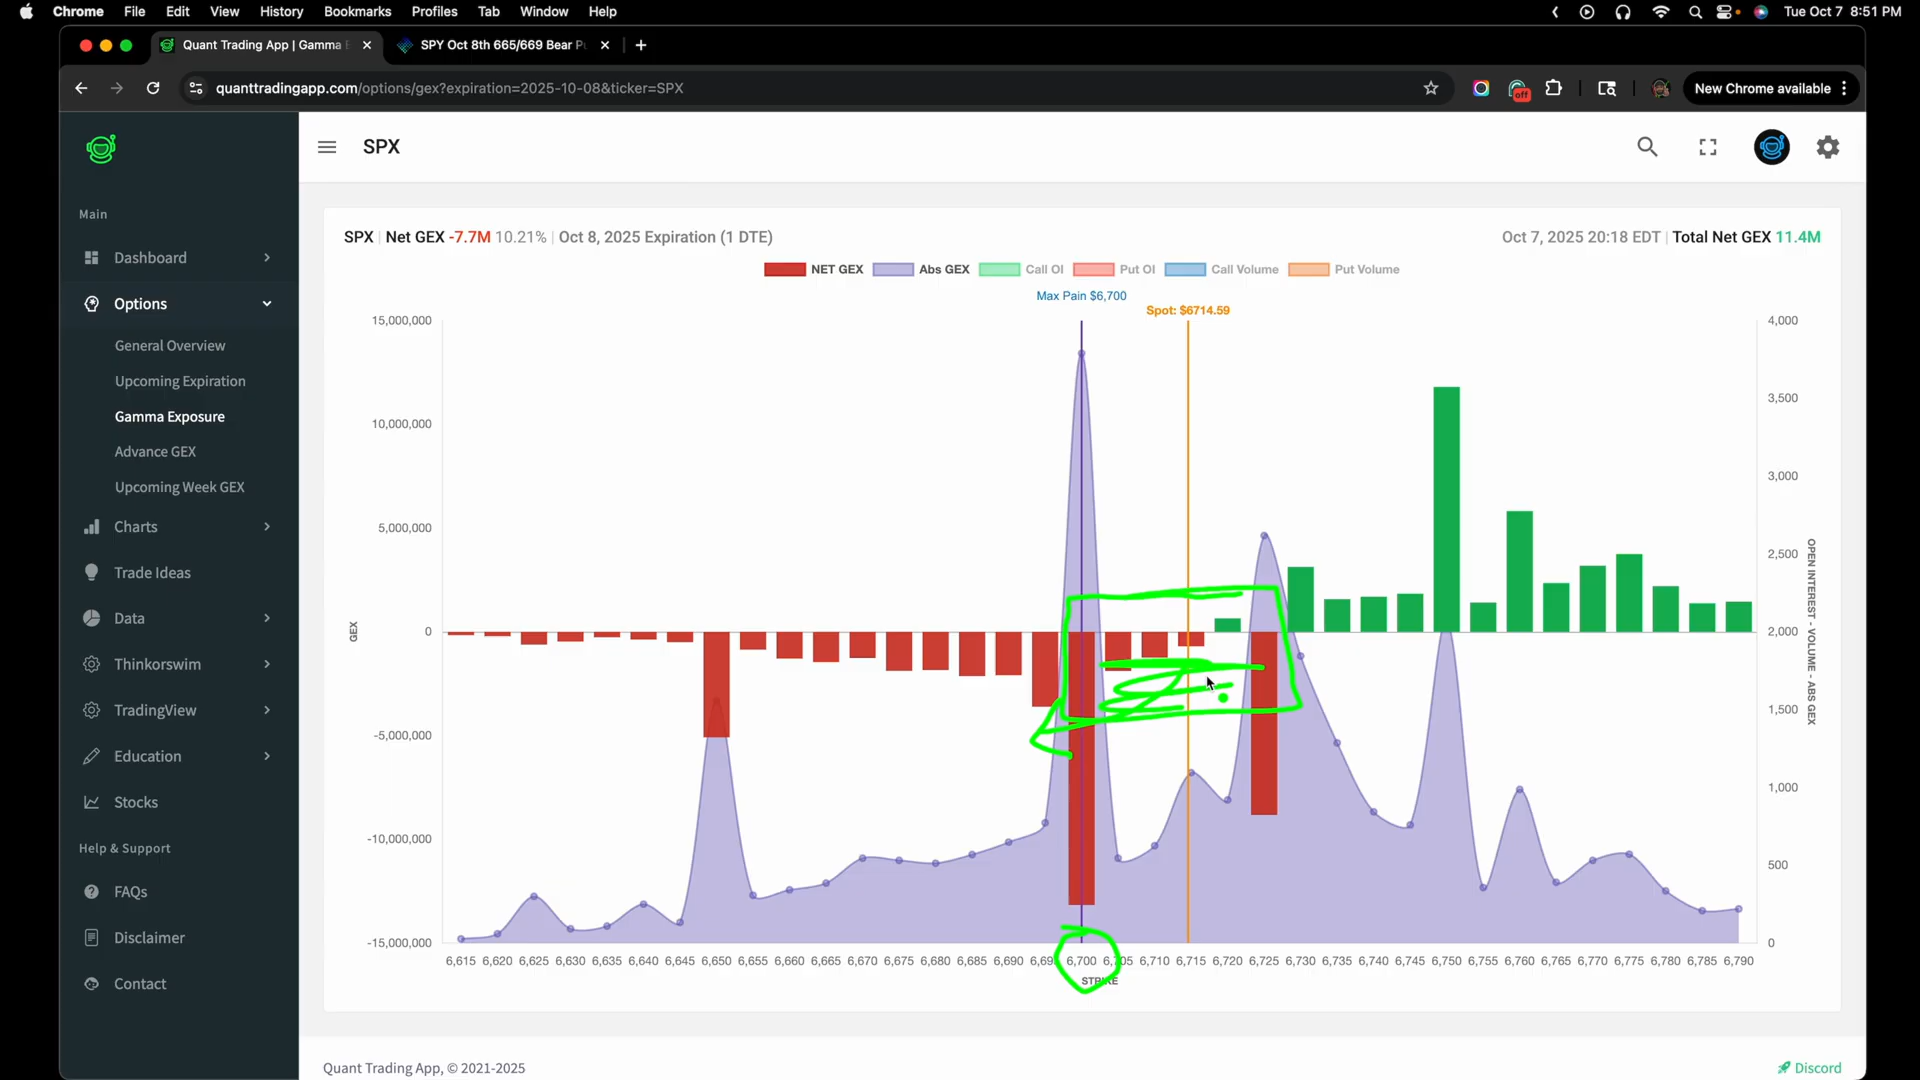 Chrome File Edit View History Bookmarks Profiles Tab Window Help Tue Oct 7 8:51 PM
Quant Trading App | Gamma E SPY Oct 8th 665/669 Bear Pu
quanttradingapp.com/options/gex?expiration=2025-10-08&ticker=SPX off New Chrome available
SPX
Main
Dashboard
Options
General Overview
Upcoming Expiration
Gamma Exposure
Advance GEX
Upcoming Week GEX
Charts
Trade Ideas
Data
Thinkorswim
TradingView
Education
Stocks
Help & Support
FAQs
Disclaimer
Contact
SPX | Net GEX -7.7M 10.21% | Oct 8, 2025 Expiration (1 DTE)
Oct 7, 2025 20:18 EDT | Total Net GEX 11.4M
NET GEX Abs GEX Call OI Put OI Call Volume Put Volume
Max Pain $6,700
Spot: $6714.59
15,000,000
10,000,000
5,000,000
0
-5,000,000
-10,000,000
-15,000,000
GEX
4,000
3,500
3,000
2,500
2,000
1,500
1,000
500
0
OPEN INTEREST - VOLUME - ABS GEX
6,615 6,620 6,625 6,630 6,635 6,640 6,645 6,650 6,655 6,660 6,665 6,670 6,675 6,680 6,685 6,690 6,695 6,700 6,705 6,710 6,715 6,720 6,725 6,730 6,735 6,740 6,745 6,750 6,755 6,760 6,765 6,770 6,775 6,780 6,785 6,790
STRIKE
Quant Trading App, © 2021-2025
Discord